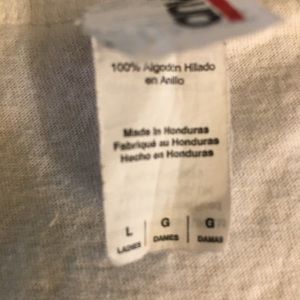 100% Algodón Hilado
en Anillo
Made in Honduras
Fabriqué au Honduras
Hecho en Honduras
L G G
LADIES DAMES DAMAS